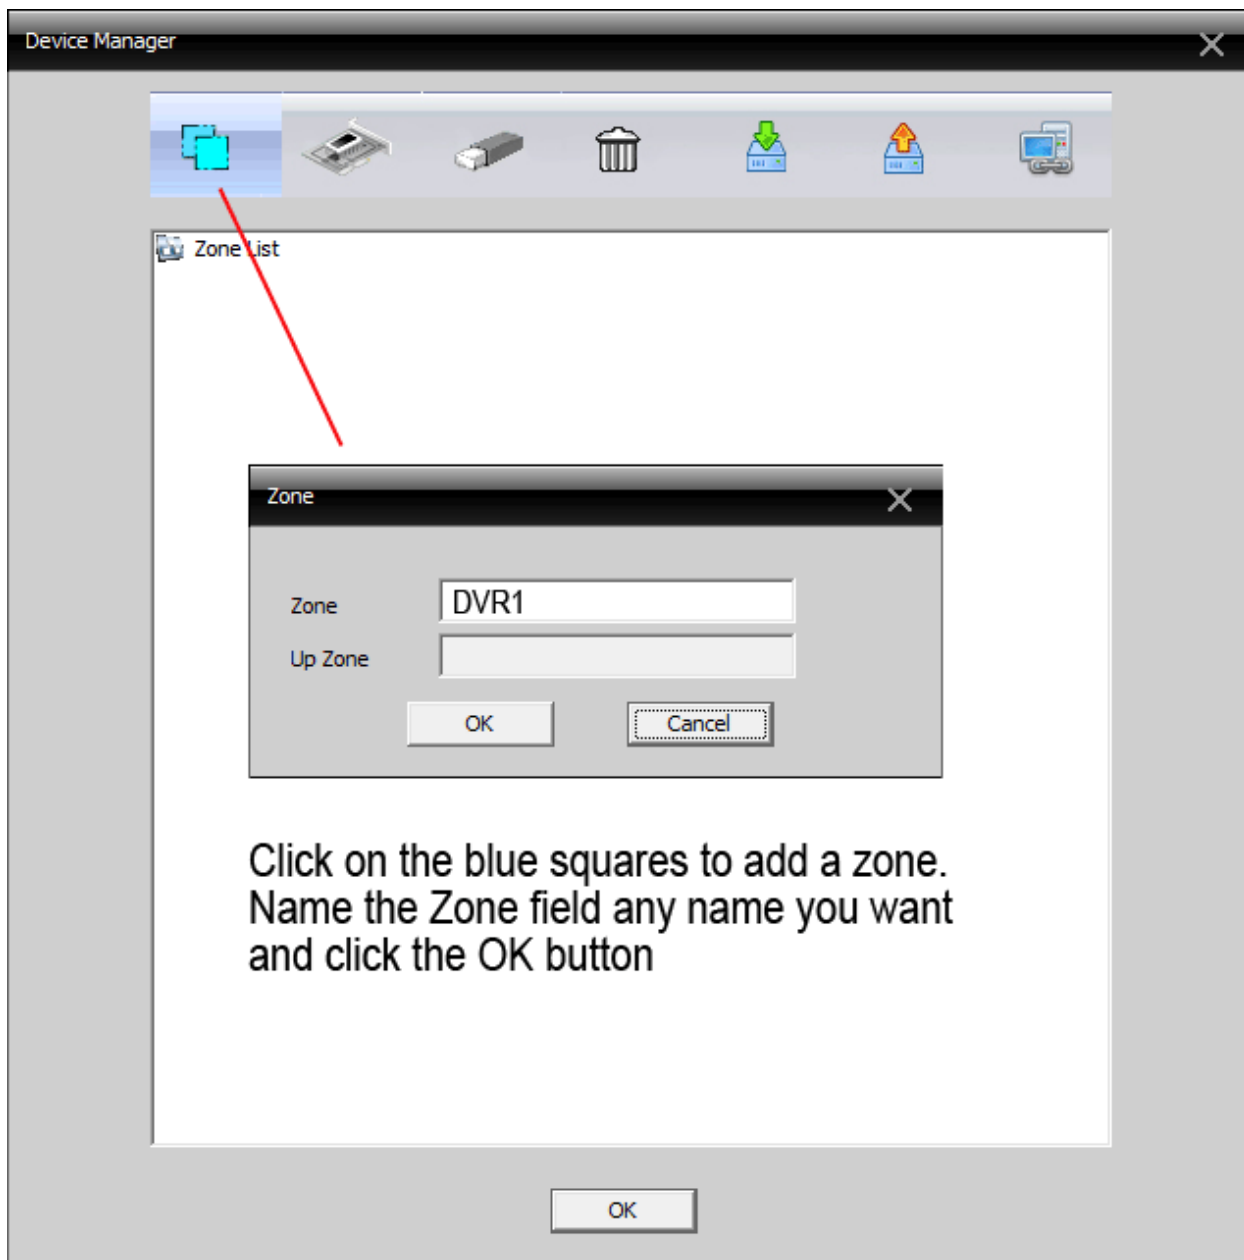 Device Manager
Zone List
Zone
Zone DVR1
Up Zone
OK Cancel
Click on the blue squares to add a zone.
Name the Zone field any name you want
and click the OK button
OK